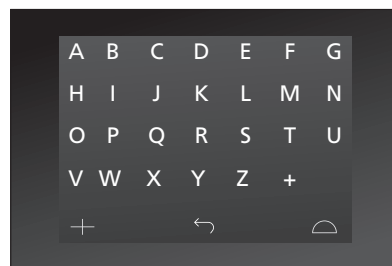 A B C D E F G
H I J K L M N
O P Q R S T U
V W X Y Z +